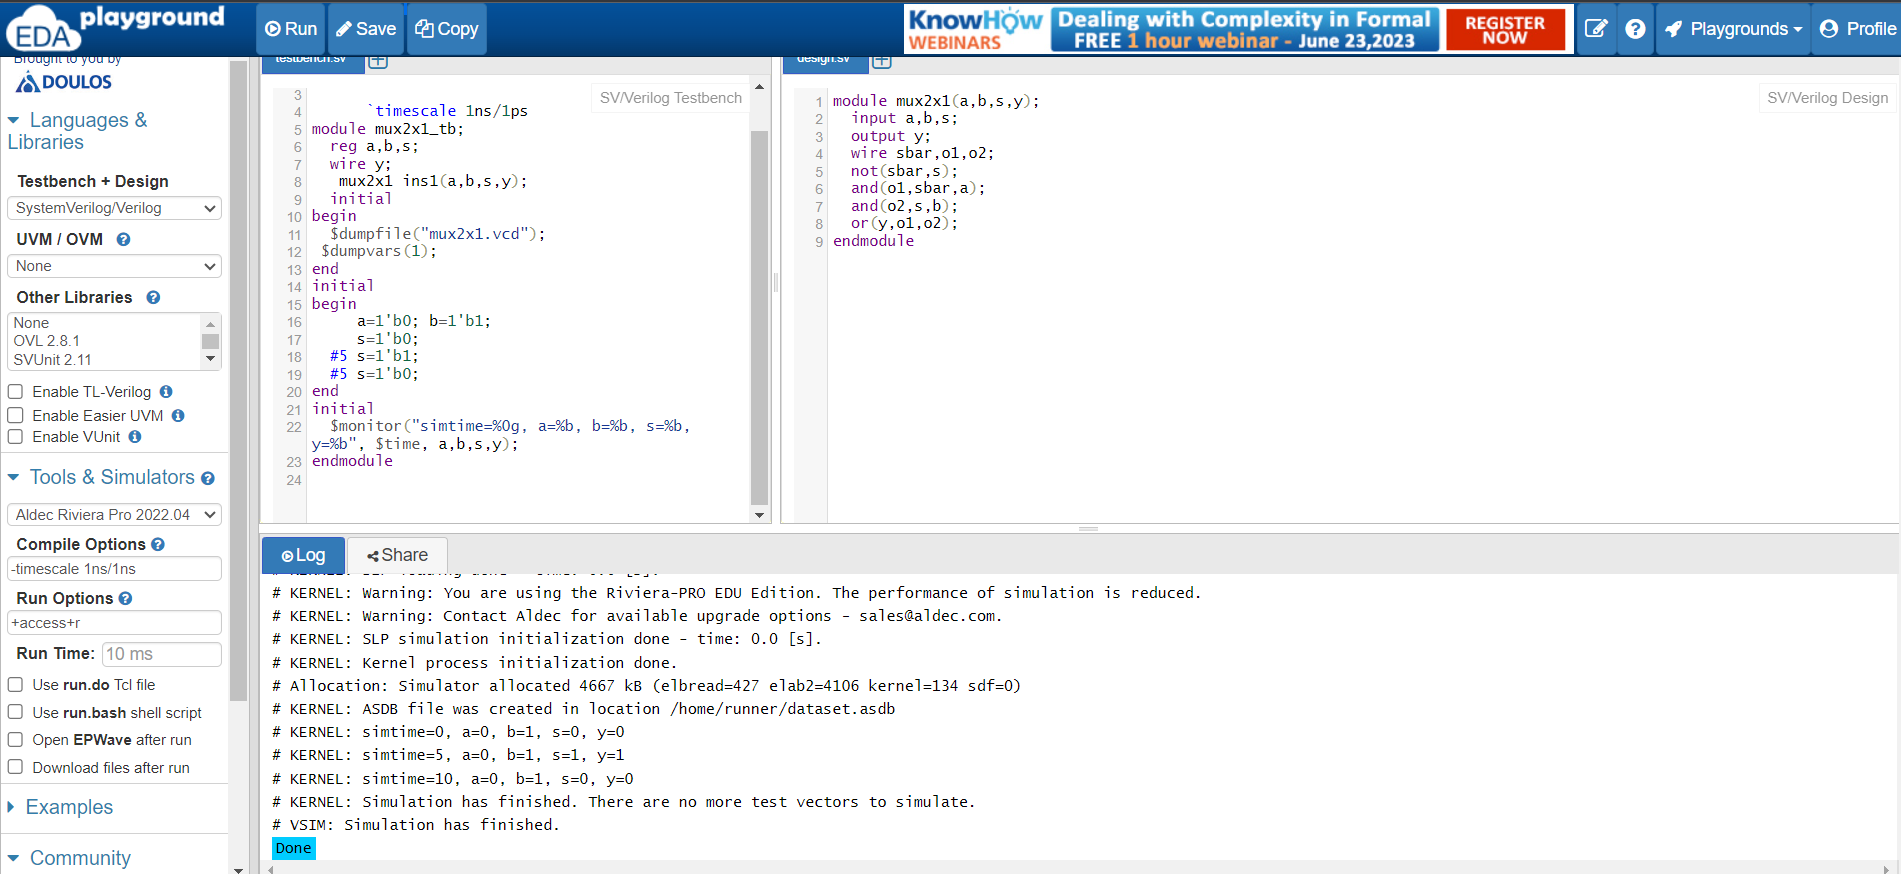 EDA playground
Run
Save
Copy
KnowHow WEBINARS
Dealing with Complexity in Formal
FREE 1 hour webinar - June 23,2023
REGISTER NOW
Playgrounds
Profile
Brought to you by
DOULOS
Languages & Libraries
Testbench + Design
SystemVerilog/Verilog
UVM / OVM
None
Other Libraries
None
OVL 2.8.1
SVUnit 2.11
Enable TL-Verilog
Enable Easier UVM
Enable VUnit
Tools & Simulators
Aldec Riviera Pro 2022.04
Compile Options
-timescale 1ns/1ns
Run Options
+access+r
Run Time: 10 ms
Use run.do Tcl file
Use run.bash shell script
Open EPWave after run
Download files after run
Examples
Community
testbench.sv
SV/Verilog Testbench
3
4 `timescale 1ns/1ps
5 module mux2x1_tb;
6 reg a,b,s;
7 wire y;
8 mux2x1 ins1(a,b,s,y);
9 initial
10 begin
11 $dumpfile("mux2x1.vcd");
12 $dumpvars(1);
13 end
14 initial
15 begin
16 a=1'b0; b=1'b1;
17 s=1'b0;
18 #5 s=1'b1;
19 #5 s=1'b0;
20 end
21 initial
22 $monitor("simtime=%0g, a=%b, b=%b, s=%b,
y=%b", $time, a,b,s,y);
23 endmodule
24
design.sv
SV/Verilog Design
1 module mux2x1(a,b,s,y);
2 input a,b,s;
3 output y;
4 wire sbar,o1,o2;
5 not(sbar,s);
6 and(o1,sbar,a);
7 and(o2,s,b);
8 or(y,o1,o2);
9 endmodule
Log
Share
# KERNEL: SLP loading done - time: 0.0 [s].
# KERNEL: Warning: You are using the Riviera-PRO EDU Edition. The performance of simulation is reduced.
# KERNEL: Warning: Contact Aldec for available upgrade options - sales@aldec.com.
# KERNEL: SLP simulation initialization done - time: 0.0 [s].
# KERNEL: Kernel process initialization done.
# Allocation: Simulator allocated 4667 kB (elbread=427 elab2=4106 kernel=134 sdf=0)
# KERNEL: ASDB file was created in location /home/runner/dataset.asdb
# KERNEL: simtime=0, a=0, b=1, s=0, y=0
# KERNEL: simtime=5, a=0, b=1, s=1, y=1
# KERNEL: simtime=10, a=0, b=1, s=0, y=0
# KERNEL: Simulation has finished. There are no more test vectors to simulate.
# VSIM: Simulation has finished.
Done